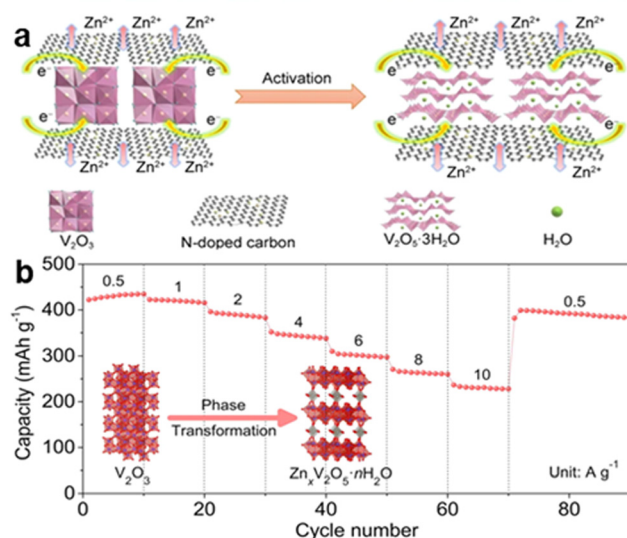 a
Zn²⁺ Zn²⁺ Zn²⁺ Zn²⁺ Zn²⁺ Zn²⁺
e⁻ e⁻ Activation e⁻ e⁻
e⁻ e⁻ e⁻ e⁻
Zn²⁺ Zn²⁺ Zn²⁺ Zn²⁺ Zn²⁺ Zn²⁺
V₂O₃ N-doped carbon V₂O₅·3H₂O H₂O
b
Capacity (mAh g⁻¹)
500
400
300
200
100
0
0.5 1 2 4 6 8 10 0.5
Phase
Transformation
V₂O₃ ZnₓV₂O₅·nH₂O Unit: A g⁻¹
0 20 40 60 80
Cycle number